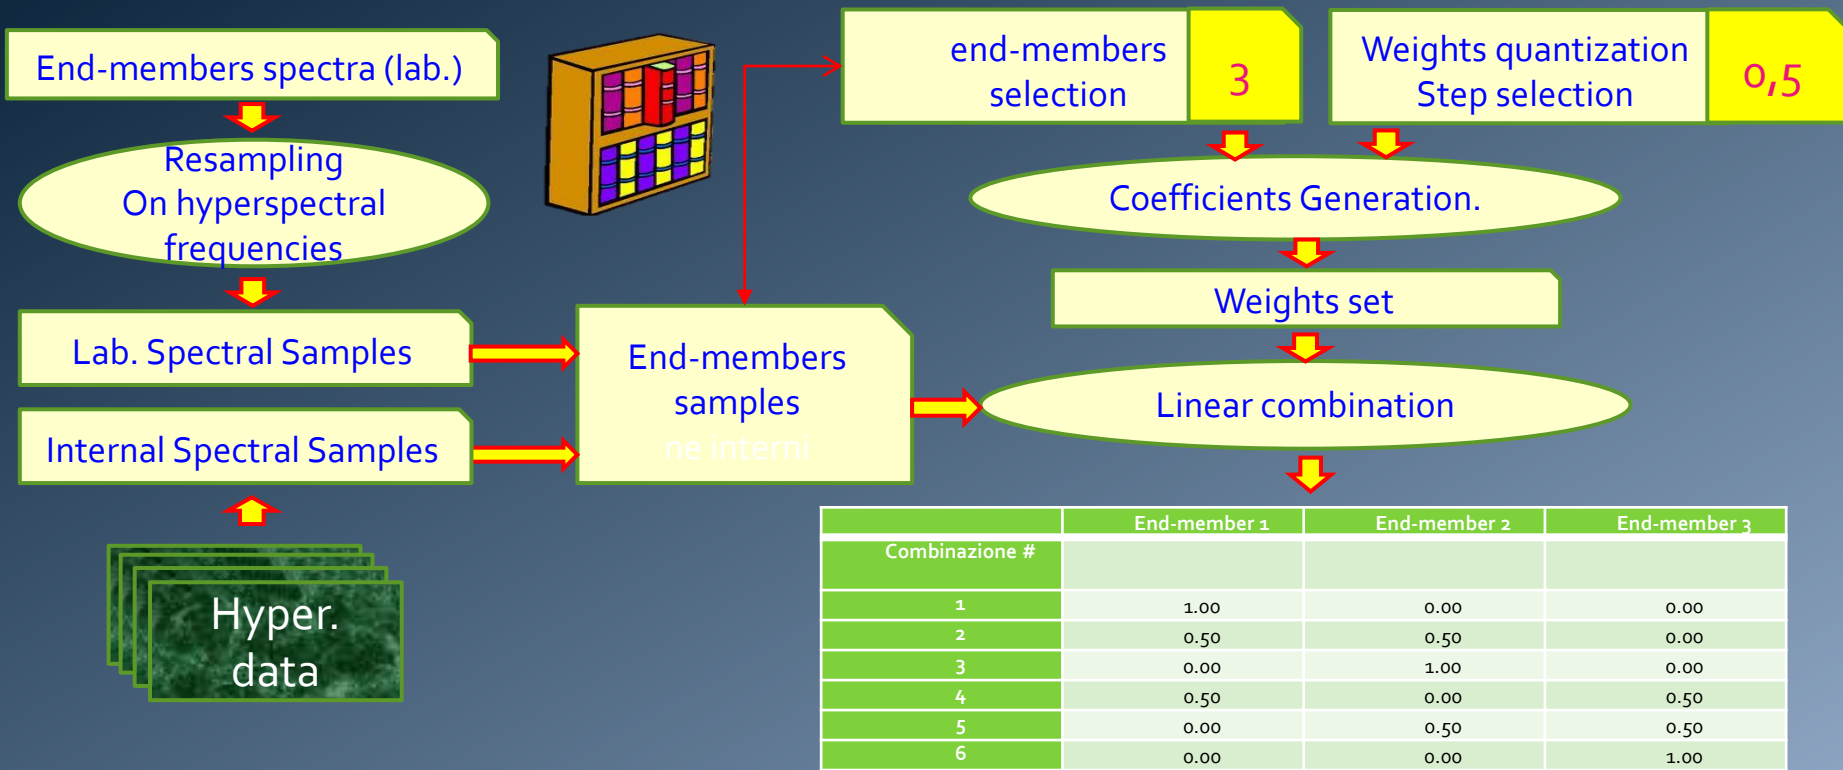 End-members spectra (lab.)
Resampling
On hyperspectral
frequencies
Lab. Spectral Samples
Internal Spectral Samples
Hyper.
data
End-members
samples
ne interni
end-members
selection
3
Weights quantization
Step selection
0,5
Coefficients Generation.
Weights set
Linear combination
End-member 1 End-member 2 End-member 3
Combinazione #
1 1.00 0.00 0.00
2 0.50 0.50 0.00
3 0.00 1.00 0.00
4 0.50 0.00 0.50
5 0.00 0.50 0.50
6 0.00 0.00 1.00